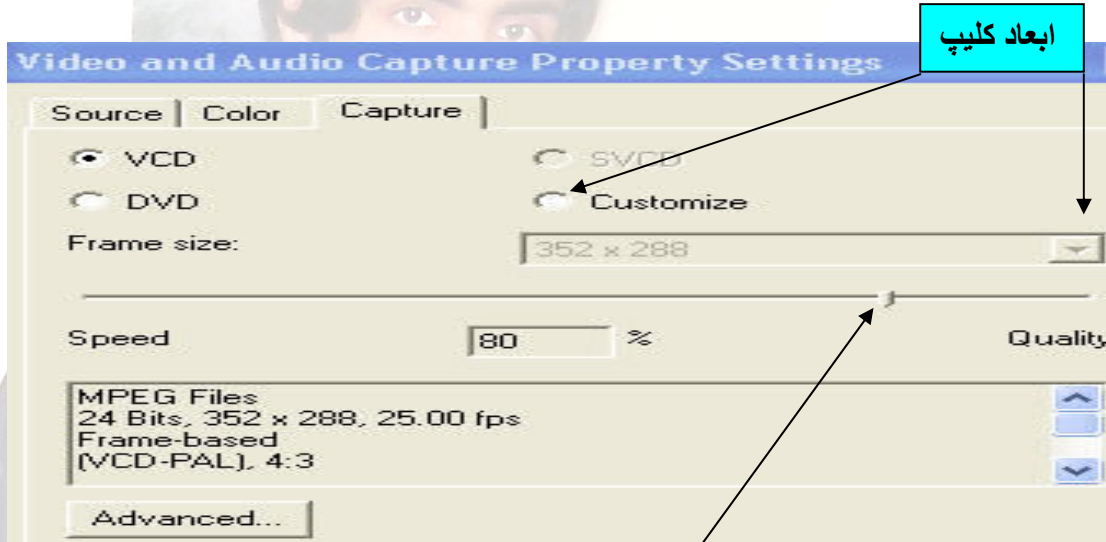 ابعاد کلیپ
Video and Audio Capture Property Settings
Source Color Capture
VCD SVCD
DVD Customize
Frame size: 352 x 288
Speed 80 % Quality
MPEG Files
24 Bits, 352 x 288, 25.00 fps
Frame-based
[VCD-PAL], 4:3
Advanced...